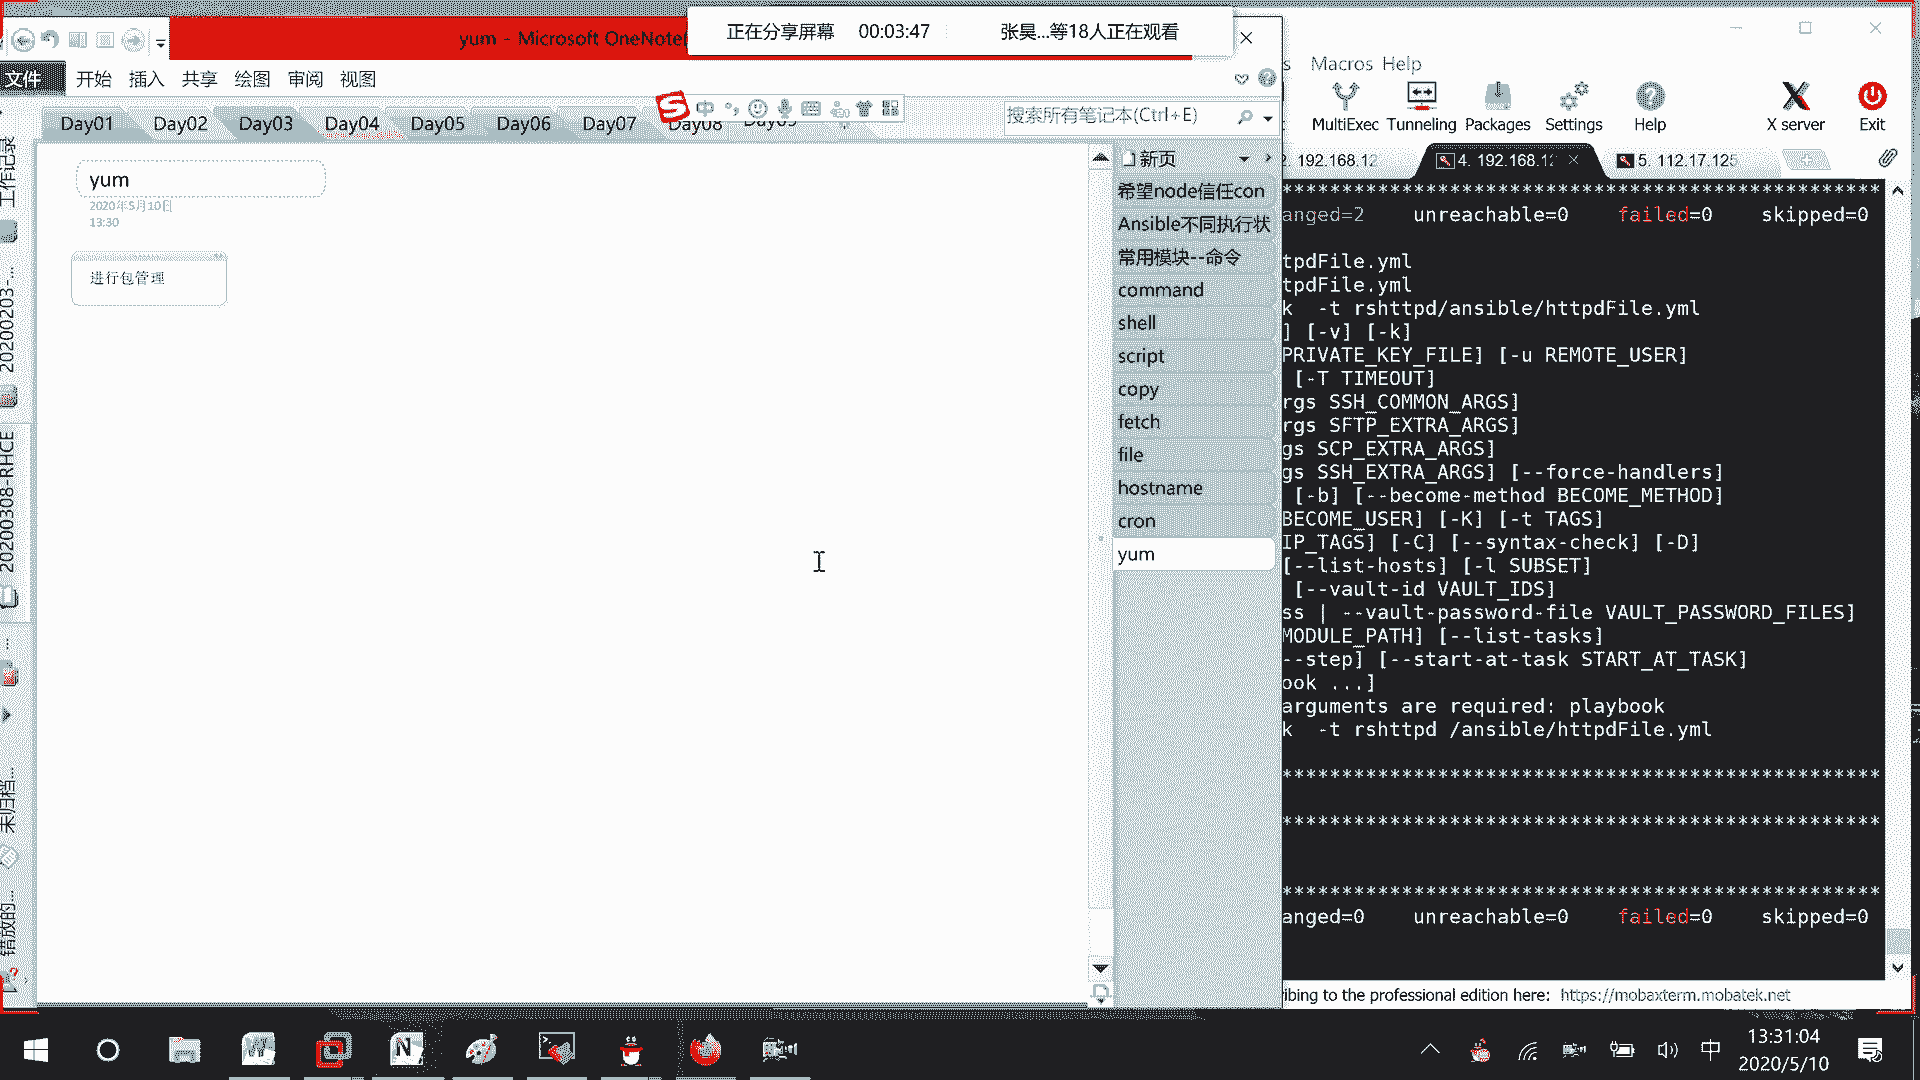 正在分享屏幕 00:03:47 张昊...等18人正在观看
yum - Microsoft OneNote
文件 开始 插入 共享 绘图 审阅 视图
Day01 Day02 Day03 Day04 Day05 Day06 Day07 Day08
中
搜索所有笔记本(Ctrl+E)
工作记录
20200203-...
20200308-RHCE
...
未归档...
错放的...
yum
2020年5月10日
13:30
进行包管理
新页
希望node信任con
Ansible不同执行状
常用模块--命令
command
shell
script
copy
fetch
file
hostname
cron
yum
s Macros Help
MultiExec Tunneling Packages Settings Help X server Exit
2. 192.168.12 4. 192.168.12 5. 112.17.125
********************************************************
anged=2 unreachable=0 failed=0 skipped=0
tpdFile.yml
tpdFile.yml
k -t rshttpd/ansible/httpdFile.yml
] [-v] [-k]
PRIVATE_KEY_FILE] [-u REMOTE_USER]
[-T TIMEOUT]
rgs SSH_COMMON_ARGS]
rgs SFTP_EXTRA_ARGS]
gs SCP_EXTRA_ARGS]
gs SSH_EXTRA_ARGS] [--force-handlers]
[-b] [--become-method BECOME_METHOD]
BECOME_USER] [-K] [-t TAGS]
IP_TAGS] [-C] [--syntax-check] [-D]
[--list-hosts] [-l SUBSET]
[--vault-id VAULT_IDS]
ss | --vault-password-file VAULT_PASSWORD_FILES]
MODULE_PATH] [--list-tasks]
--step] [--start-at-task START_AT_TASK]
ook ...]
arguments are required: playbook
k -t rshttpd /ansible/httpdFile.yml
********************************************************
********************************************************
********************************************************
anged=0 unreachable=0 failed=0 skipped=0
ibing to the professional edition here: https://mobaxterm.mobatek.net
中
13:31:04
2020/5/10